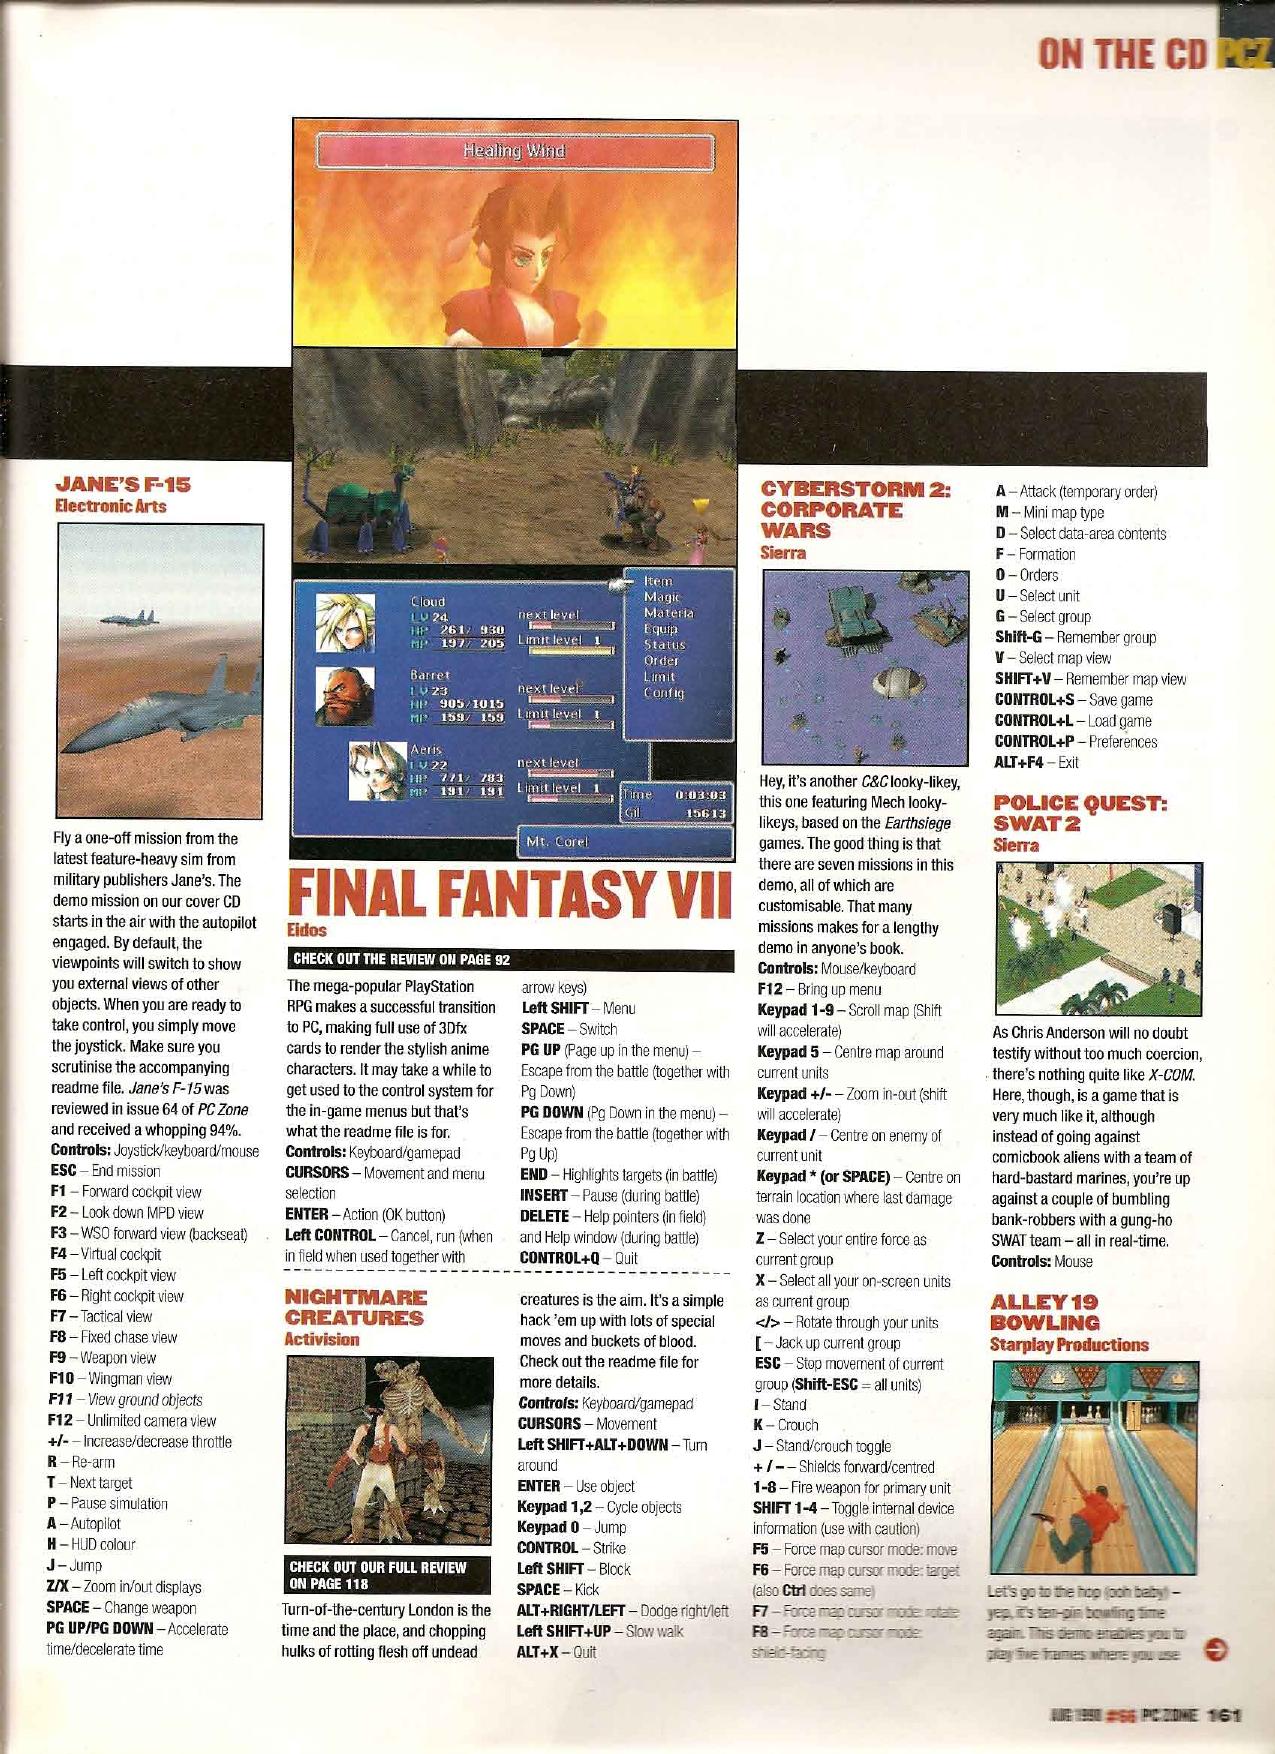 ON THE CD PCZ
Healing Wind
Cloud
LV 24
HP 261/ 930
MP 197/ 205
next level
Limit level 1
Barret
LV 23
HP 905/1015
MP 159/ 159
next level
Limit level 1
Aeris
LV 22
HP 771/ 783
MP 191/ 191
next level
Limit level 1
Item
Magic
Materia
Equip
Status
Order
Limit
Config
Time 0:03:03
Gil 15613
Mt. Corel
JANE'S F-15
Electronic Arts
Fly a one-off mission from the
latest feature-heavy sim from
military publishers Jane's. The
demo mission on our cover CD
starts in the air with the autopilot
engaged. By default, the
viewpoints will switch to show
you external views of other
objects. When you are ready to
take control, you simply move
the joystick. Make sure you
scrutinise the accompanying
readme file. Jane's F-15 was
reviewed in issue 64 of PC Zone
and received a whopping 94%.
Controls: Joystick/keyboard/mouse
ESC – End mission
F1 – Forward cockpit view
F2 – Look down MPD view
F3 – WSO forward view (backseat)
F4 – Virtual cockpit
F5 – Left cockpit view
F6 – Right cockpit view
F7 – Tactical view
F8 – Fixed chase view
F9 – Weapon view
F10 – Wingman view
F11 – View ground objects
F12 – Unlimited camera view
+/- – Increase/decrease throttle
R – Re-arm
T – Next target
P – Pause simulation
A – Autopilot
H – HUD colour
J – Jump
Z/X – Zoom in/out displays
SPACE – Change weapon
PG UP/PG DOWN – Accelerate
time/decelerate time
FINAL FANTASY VII
Eidos
CHECK OUT THE REVIEW ON PAGE 92
The mega-popular PlayStation
RPG makes a successful transition
to PC, making full use of 3Dfx
cards to render the stylish anime
characters. It may take a while to
get used to the control system for
the in-game menus but that's
what the readme file is for.
Controls: Keyboard/gamepad
CURSORS – Movement and menu
selection
ENTER – Action (OK button)
Left CONTROL – Cancel, run (when
in field when used together with
arrow keys)
Left SHIFT – Menu
SPACE – Switch
PG UP (Page up in the menu) –
Escape from the battle (together with
Pg Down)
PG DOWN (Pg Down in the menu) –
Escape from the battle (together with
Pg Up)
END – Highlights targets (in battle)
INSERT – Pause (during battle)
DELETE – Help pointers (in field)
and Help window (during battle)
CONTROL+Q – Quit
NIGHTMARE
CREATURES
Activision
CHECK OUT OUR FULL REVIEW
ON PAGE 118
Turn-of-the-century London is the
time and the place, and chopping
hulks of rotting flesh off undead
creatures is the aim. It's a simple
hack 'em up with lots of special
moves and buckets of blood.
Check out the readme file for
more details.
Controls: Keyboard/gamepad
CURSORS – Movement
Left SHIFT+ALT+DOWN – Turn
around
ENTER – Use object
Keypad 1,2 – Cycle objects
Keypad 0 – Jump
CONTROL – Strike
Left SHIFT – Block
SPACE – Kick
ALT+RIGHT/LEFT – Dodge right/left
Left SHIFT+UP – Slow walk
ALT+X – Quit
CYBERSTORM 2:
CORPORATE
WARS
Sierra
Hey, it's another C&C looky-likey,
this one featuring Mech looky-
likeys, based on the Earthsiege
games. The good thing is that
there are seven missions in this
demo, all of which are
customisable. That many
missions makes for a lengthy
demo in anyone's book.
Controls: Mouse/keyboard
F12 – Bring up menu
Keypad 1-9 – Scroll map (Shift
will accelerate)
Keypad 5 – Centre map around
current units
Keypad +/- – Zoom in-out (shift
will accelerate)
Keypad / – Centre on enemy of
current unit
Keypad * (or SPACE) – Centre on
terrain location where last damage
was done
Z – Select your entire force as
current group
X – Select all your on-screen units
as current group
</> – Rotate through your units
[ – Jack up current group
ESC – Stop movement of current
group (Shift-ESC = all units)
I – Stand
K – Crouch
J – Stand/crouch toggle
+ / – – Shields forward/centred
1-8 – Fire weapon for primary unit
SHIFT 1-4 – Toggle internal device
information (use with caution)
F5 – Force map cursor mode: move
F6 – Force map cursor mode: target
(also Ctrl does same)
F7 – Force map cursor mode: rotate
F8 – Force map cursor mode:
shield-facing
A – Attack (temporary order)
M – Mini map type
D – Select data-area contents
F – Formation
O – Orders
U – Select unit
G – Select group
Shift-G – Remember group
V – Select map view
SHIFT+V – Remember map view
CONTROL+S – Save game
CONTROL+L – Load game
CONTROL+P – Preferences
ALT+F4 – Exit
POLICE QUEST:
SWAT 2
Sierra
As Chris Anderson will no doubt
testify without too much coercion,
there's nothing quite like X-COM.
Here, though, is a game that is
very much like it, although
instead of going against
comicbook aliens with a team of
hard-bastard marines, you're up
against a couple of bumbling
bank-robbers with a gung-ho
SWAT team – all in real-time.
Controls: Mouse
ALLEY 19
BOWLING
Starplay Productions
Let's go to the hop (ooh baby) –
yep, it's ten-pin bowling time
again. This demo enables you to
play five frames where you use
AUG 1998 #66 PC ZONE 161